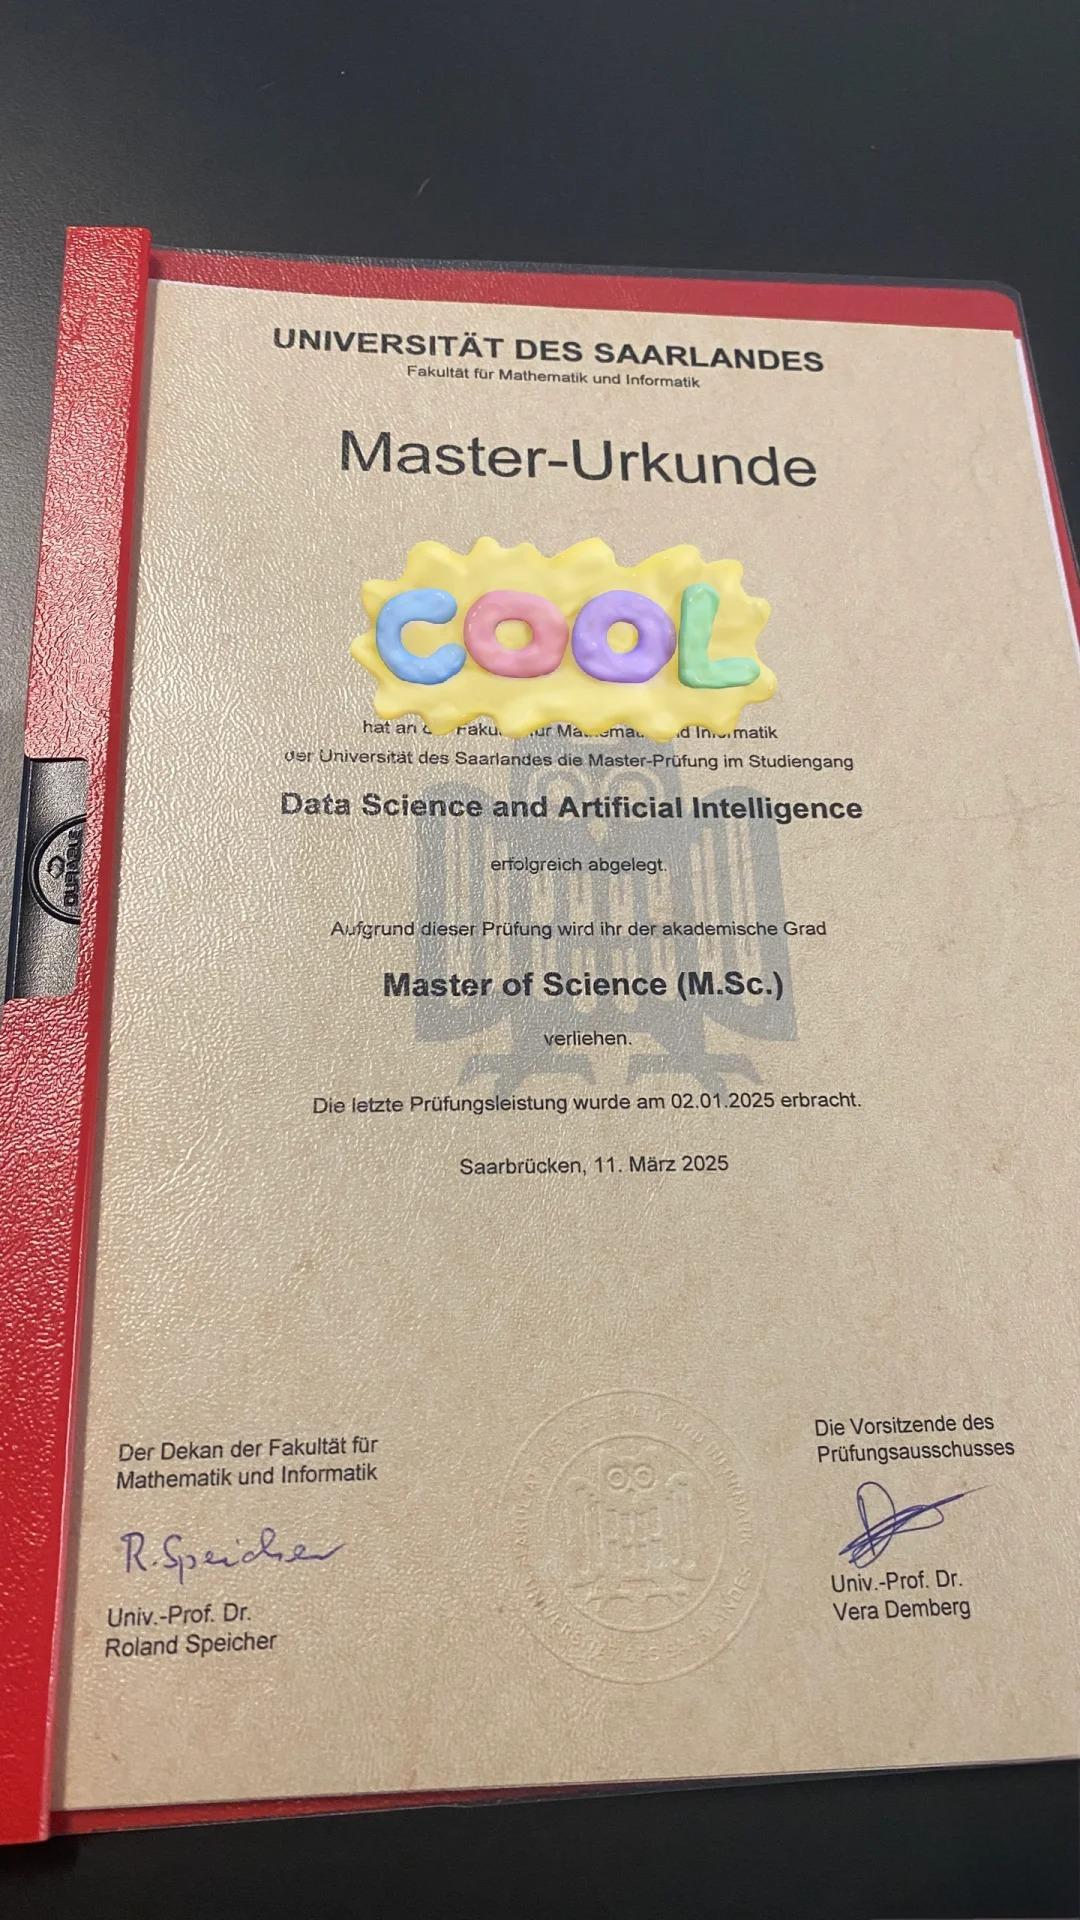 UNIVERSITÄT DES SAARLANDES
Fakultät für Mathematik und Informatik
Master-Urkunde
COOL
hat an Informatik
der Universität des Saarlandes die Master-Prüfung im Studiengang
Data Science and Artificial Intelligence
erfolgreich abgelegt.
Aufgrund dieser Prüfung wird ihr der akademische Grad
Master of Science (M.Sc.)
verliehen.
Die letzte Prüfungsleistung wurde am 02.01.2025 erbracht.
Saarbrücken, 11. März 2025
Der Dekan der Fakultät für
Mathematik und Informatik
R. Speicher
Univ.-Prof. Dr.
Roland Speicher
Die Vorsitzende des
Prüfungsausschusses
Univ.-Prof. Dr.
Vera Demberg
DURABLE